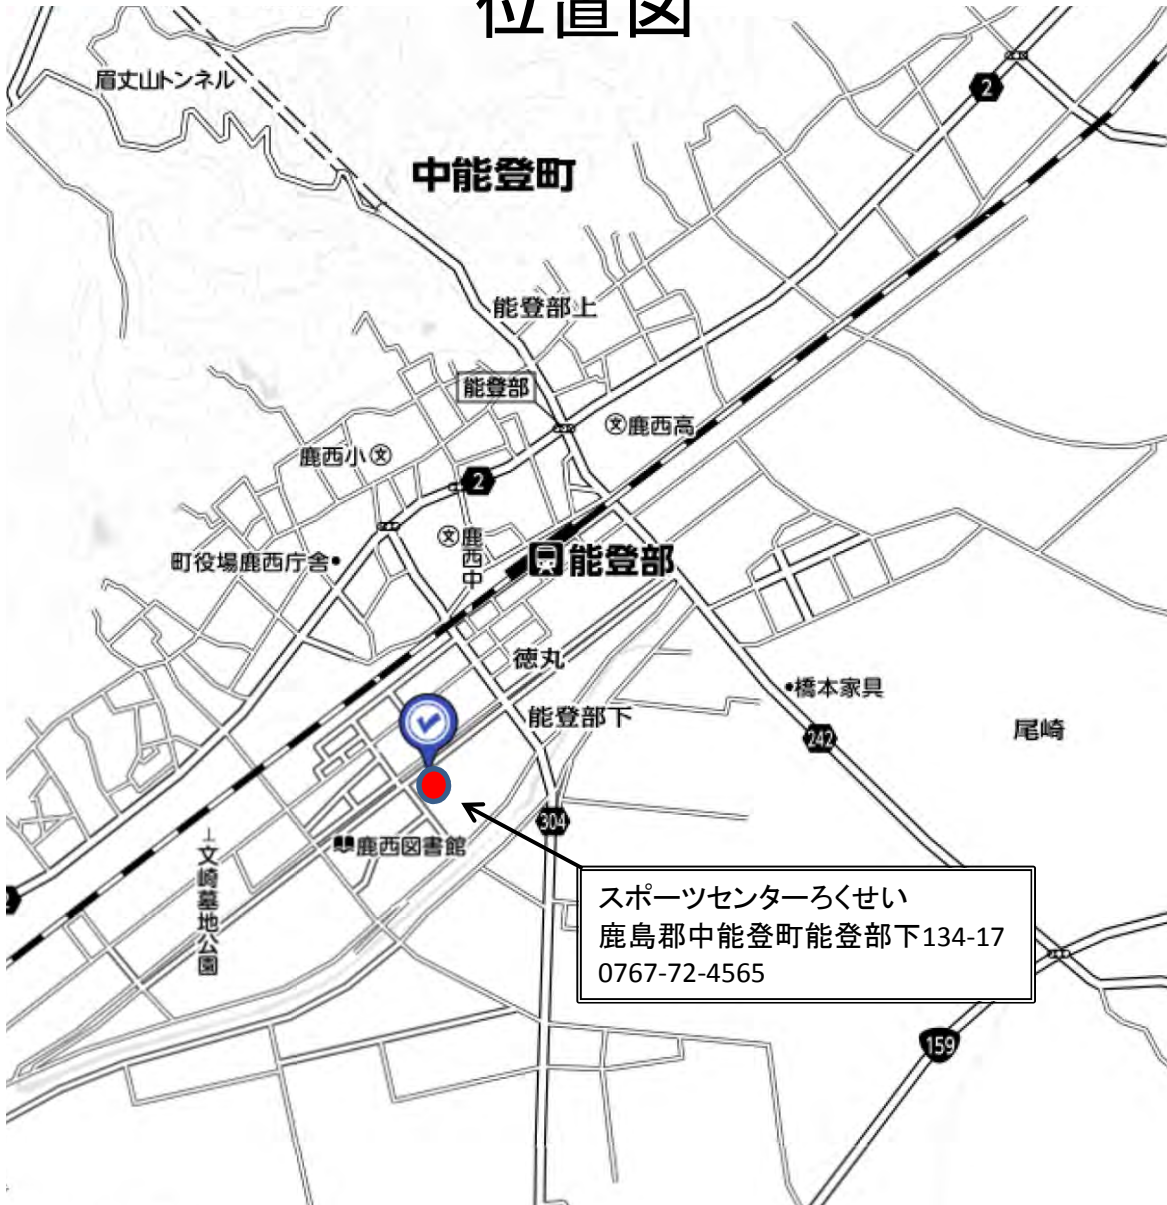 位置図
眉丈山トンネル
2
中能登町
能登部上
能登部
鹿西高
文
鹿西小
文
2
文
鹿西中
町役場鹿西庁舎
能登部
徳丸
橋本家具
能登部下
尾崎
242
304
鹿西図書館
文崎墓地公園
スポーツセンターろくせい
鹿島郡中能登町能登部下134-17
0767-72-4565
159